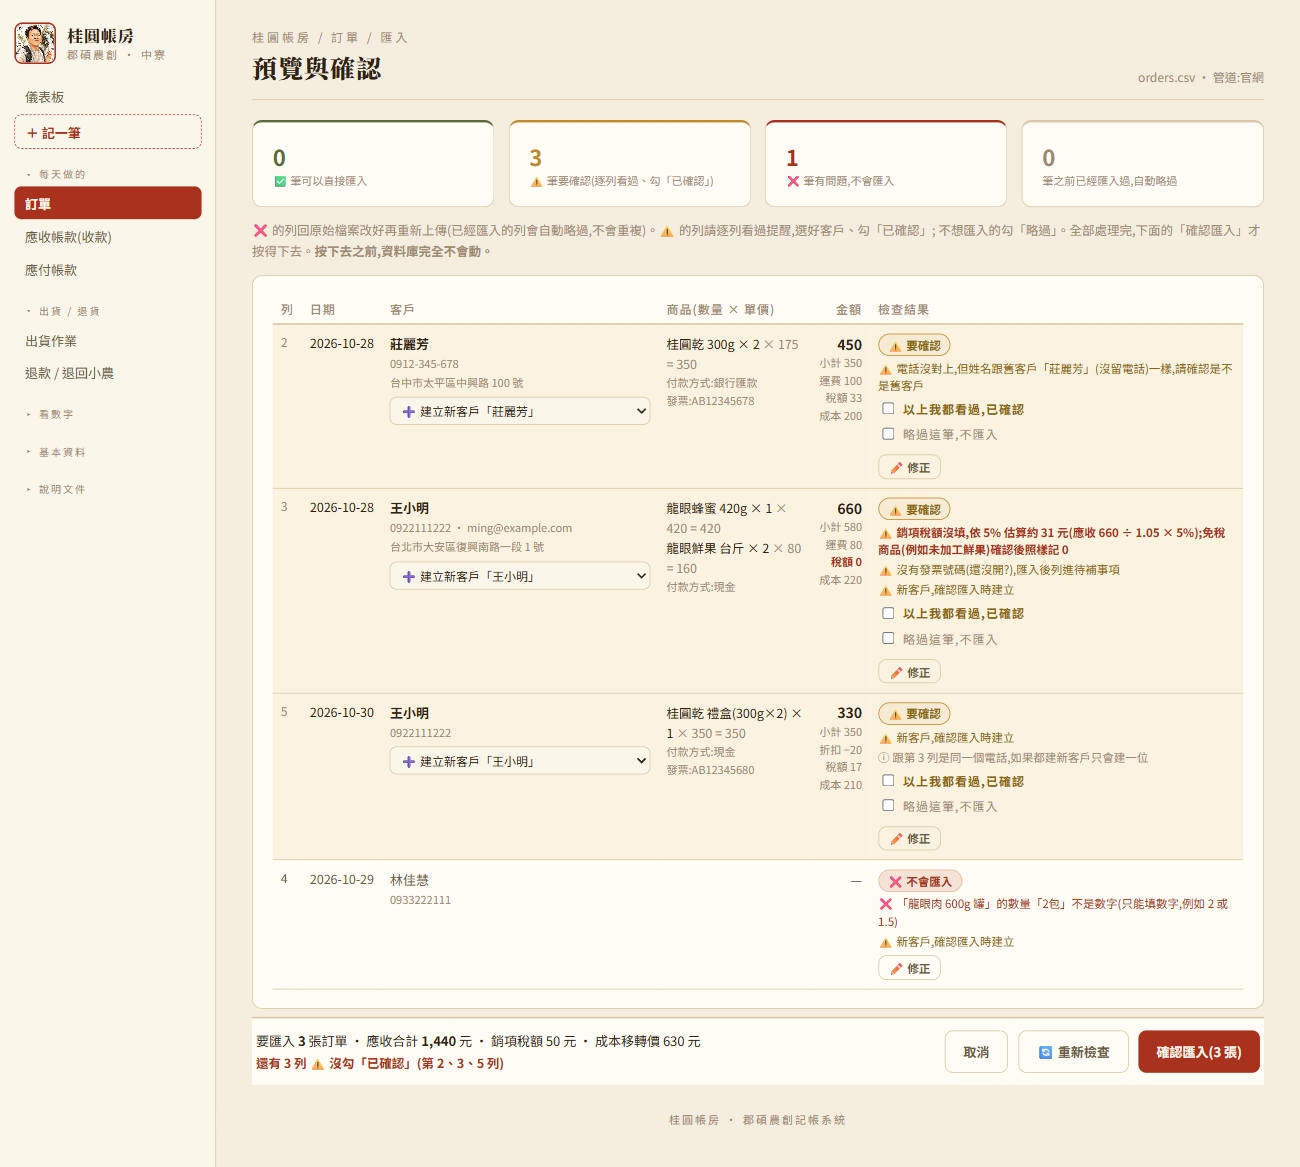 桂圓帳房
郡碩農創 · 中寮
儀表板
+ 記一筆
· 每天做的
訂單
應收帳款(收款)
應付帳款
· 出貨 / 退貨
出貨作業
退款 / 退回小農
看數字
基本資料
說明文件
桂圓帳房 / 訂單 / 匯入
預覽與確認
orders.csv · 管道:官網
0
✅ 筆可以直接匯入
3
⚠️ 筆要確認(逐列看過、勾「已確認」)
1
❌ 筆有問題,不會匯入
0
筆之前已經匯入過,自動略過
❌ 的列回原始檔案改好再重新上傳(已經匯入的列會自動略過,不會重複)。⚠️ 的列請逐列看過提醒,選好客戶、勾「已確認」; 不想匯入的勾「略過」。全部處理完,下面的「確認匯入」才
按得下去。按下去之前,資料庫完全不會動。
列 日期 客戶 商品(數量 × 單價) 金額 檢查結果
2 2026-10-28 莊麗芳
0912-345-678
台中市太平區中興路 100 號
➕ 建立新客戶「莊麗芳」
桂圓乾 300g × 2 × 175
= 350
付款方式:銀行匯款
發票:AB12345678
450
小計 350
運費 100
稅額 33
成本 200
⚠️ 要確認
⚠️ 電話沒對上,但姓名跟舊客戶「莊麗芳」(沒留電話)一樣,請確認是不
是舊客戶
以上我都看過,已確認
略過這筆,不匯入
✏️ 修正
3 2026-10-28 王小明
0922111222 · ming@example.com
台北市大安區復興南路一段 1 號
➕ 建立新客戶「王小明」
龍眼蜂蜜 420g × 1 ×
420 = 420
龍眼鮮果 台斤 × 2 × 80
= 160
付款方式:現金
660
小計 580
運費 80
稅額 0
成本 220
⚠️ 要確認
⚠️ 銷項稅額沒填,依 5% 估算約 31 元(應收 660 ÷ 1.05 × 5%);免稅
商品(例如未加工鮮果)確認後照樣記 0
⚠️ 沒有發票號碼(還沒開?),匯入後列進待補事項
⚠️ 新客戶,確認匯入時建立
以上我都看過,已確認
略過這筆,不匯入
✏️ 修正
5 2026-10-30 王小明
0922111222
➕ 建立新客戶「王小明」
桂圓乾 禮盒(300g×2) ×
1 × 350 = 350
付款方式:現金
發票:AB12345680
330
小計 350
折扣 −20
稅額 17
成本 210
⚠️ 要確認
⚠️ 新客戶,確認匯入時建立
ⓘ 跟第 3 列是同一個電話,如果都建新客戶只會建一位
以上我都看過,已確認
略過這筆,不匯入
✏️ 修正
4 2026-10-29 林佳慧
0933222111
—
❌ 不會匯入
❌ 「龍眼肉 600g 罐」的數量「2包」不是數字(只能填數字,例如 2 或
1.5)
⚠️ 新客戶,確認匯入時建立
✏️ 修正
要匯入 3 張訂單 · 應收合計 1,440 元 · 銷項稅額 50 元 · 成本移轉價 630 元
還有 3 列 ⚠️ 沒勾「已確認」(第 2、3、5 列)
取消
🔄 重新檢查
確認匯入(3 張)
桂圓帳房 · 郡碩農創記帳系統